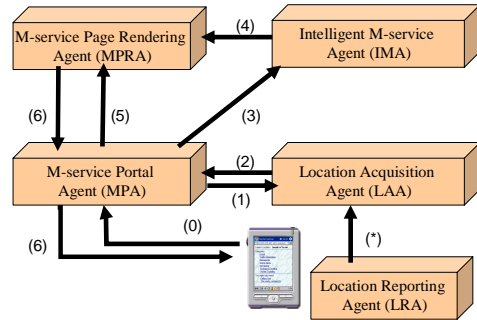 (4)
M-service Page Rendering
Agent (MPRA)
Intelligent M-service
Agent (IMA)
(6)
(5)
(3)
M-service Portal
Agent (MPA)
(2)
(1)
Location Acquisition
Agent (LAA)
(0)
(6)
(*)
Location Reporting
Agent (LRA)